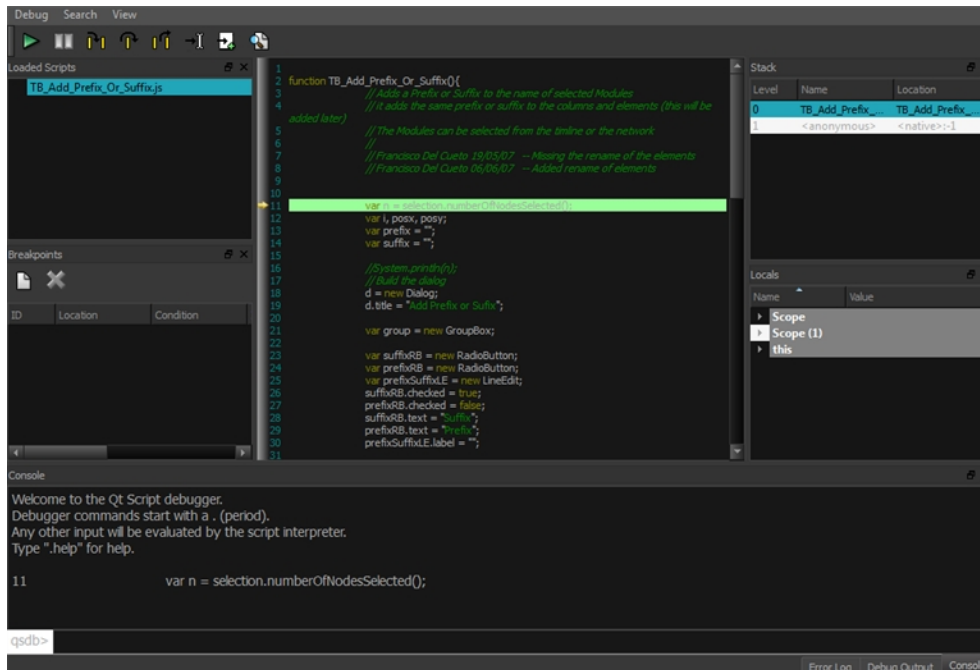 Debug Search View
Loaded Scripts
TB_Add_Prefix_Or_Suffix.js
Breakpoints
ID Location Condition
1
2 function TB_Add_Prefix_Or_Suffix(){
3 // Adds a Prefix or Suffix to the name of selected Modules
4 // it adds the same prefix or suffix to the columns and elements (this will be
added later)
5 // The Modules can be selected from the timline or the network
6 //
7 // Francisco Del Cueto 19/05/07 -- Missing the rename of the elements
8 // Francisco Del Cueto 06/06/07 -- Added rename of elements
9
10
11 var n = selection.numberOfNodesSelected();
12 var i, posx, posy;
13 var prefix = "";
14 var suffix = "";
15
16 //System.println(n);
17 // Build the dialog
18 d = new Dialog;
19 d.title = "Add Prefix or Sufix";
20
21 var group = new GroupBox;
22
23 var suffixRB = new RadioButton;
24 var prefixRB = new RadioButton;
25 var prefixSuffixLE = new LineEdit;
26 suffixRB.checked = true;
27 prefixRB.checked = false;
28 suffixRB.text = "Suffix";
29 prefixRB.text = "Prefix";
30 prefixSuffixLE.label = "";
31
Stack
Level Name Location
0 TB_Add_Prefix_... TB_Add_Prefix_...
1 <anonymous> <native>:-1
Locals
Name Value
Scope
Scope (1)
this
Console
Welcome to the Qt Script debugger.
Debugger commands start with a . (period).
Any other input will be evaluated by the script interpreter.
Type ".help" for help.
11 var n = selection.numberOfNodesSelected();
qsdb>
Error Log Debug Output Console